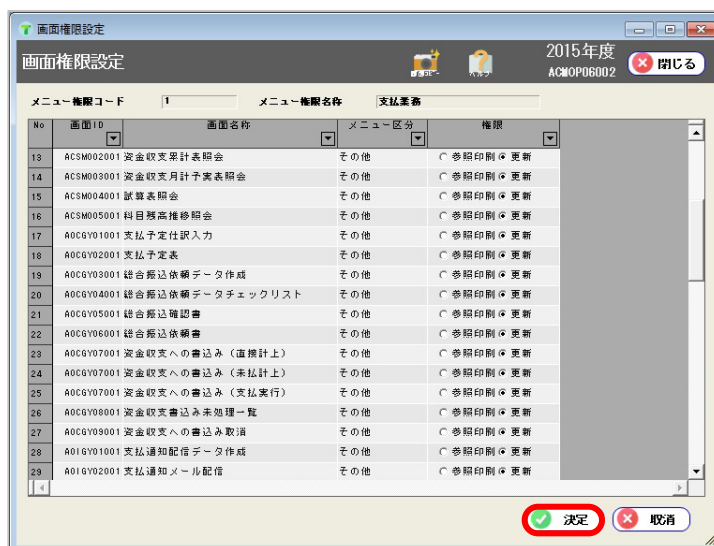 画面権限設定
画面権限設定 ヘルプ 2015年度 ACMOP06002 閉じる
メニュー権限コード 1 メニュー権限名称 支払業務
No 画面ID 画面名称 メニュー区分 権限
13 ACSM002001 資金収支累計表照会 その他 参照印刷 更新
14 ACSM003001 資金収支月計予実表照会 その他 参照印刷 更新
15 ACSM004001 試算表照会 その他 参照印刷 更新
16 ACSM005001 科目残高推移照会 その他 参照印刷 更新
17 AOCGY01001 支払予定仕訳入力 その他 参照印刷 更新
18 AOCGY02001 支払予定表 その他 参照印刷 更新
19 AOCGY03001 総合振込依頼データ作成 その他 参照印刷 更新
20 AOCGY04001 総合振込依頼データチェックリスト その他 参照印刷 更新
21 AOCGY05001 総合振込確認書 その他 参照印刷 更新
22 AOCGY06001 総合振込依頼書 その他 参照印刷 更新
23 AOCGY07001 資金収支への書込み(直接計上) その他 参照印刷 更新
24 AOCGY07001 資金収支への書込み(未払計上) その他 参照印刷 更新
25 AOCGY07001 資金収支への書込み(支払実行) その他 参照印刷 更新
26 AOCGY08001 資金収支書込み未処理一覧 その他 参照印刷 更新
27 AOCGY09001 資金収支への書込み取消 その他 参照印刷 更新
28 AOIGY01001 支払通知配信データ作成 その他 参照印刷 更新
29 AOIGY02001 支払通知メール配信 その他 参照印刷 更新
決定 取消